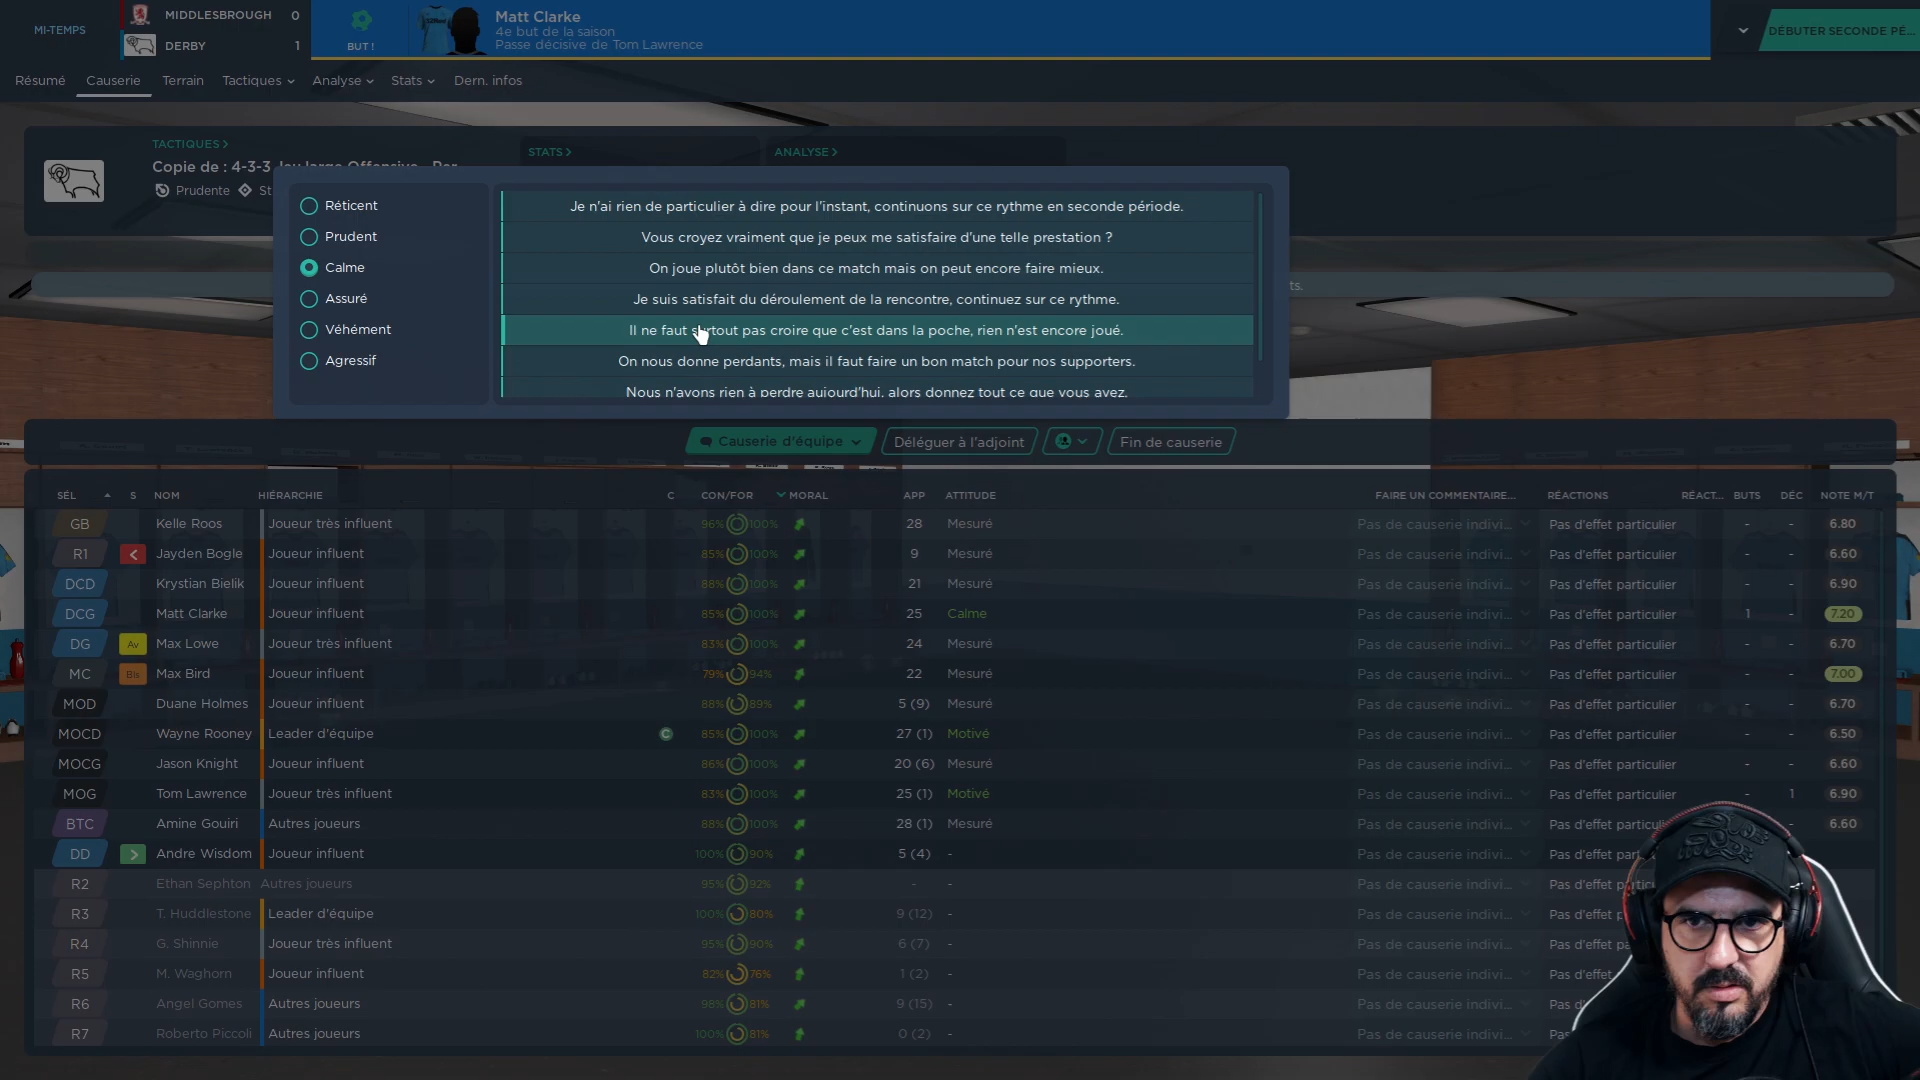 MI-TEMPS
MIDDLESBROUGH 0
DERBY 1
BUT !
Matt Clarke
4e but de la saison
Passe décisive de Tom Lawrence
DÉBUTER SECONDE PÉ...
Résumé Causerie Terrain Tactiques Analyse Stats Dern. infos
TACTIQUES >
Copie de : 4-3-3 Jeu large Offensive
Prudente St
STATS >
ANALYSE >
Réticent
Prudent
Calme
Assuré
Véhément
Agressif
Je n'ai rien de particulier à dire pour l'instant, continuons sur ce rythme en seconde période.
Vous croyez vraiment que je peux me satisfaire d'une telle prestation ?
On joue plutôt bien dans ce match mais on peut encore faire mieux.
Je suis satisfait du déroulement de la rencontre, continuez sur ce rythme.
Il ne faut surtout pas croire que c'est dans la poche, rien n'est encore joué.
On nous donne perdants, mais il faut faire un bon match pour nos supporters.
Nous n'avons rien à perdre aujourd'hui, alors donnez tout ce que vous avez.
ts.
Causerie d'équipe Déléguer à l'adjoint Fin de causerie
SÉL S NOM HIÉRARCHIE C CON/FOR MORAL APP ATTITUDE FAIRE UN COMMENTAIRE... RÉACTIONS RÉACT... BUTS DÉC NOTE M/T
GB Kelle Roos Joueur très influent 96% 100% 28 Mesuré Pas de causerie indivi... Pas d'effet particulier - - 6.80
R1 Jayden Bogle Joueur influent 85% 100% 9 Mesuré Pas de causerie indivi... Pas d'effet particulier - - 6.60
DCD Krystian Bielik Joueur influent 88% 100% 21 Mesuré Pas de causerie indivi... Pas d'effet particulier - - 6.90
DCG Matt Clarke Joueur influent 85% 100% 25 Calme Pas de causerie indivi... Pas d'effet particulier 1 - 7.20
DG Av Max Lowe Joueur très influent 83% 100% 24 Mesuré Pas de causerie indivi... Pas d'effet particulier - - 6.70
MC Bls Max Bird Joueur influent 79% 94% 22 Mesuré Pas de causerie indivi... Pas d'effet particulier - - 7.00
MOD Duane Holmes Joueur influent 88% 89% 5 (9) Mesuré Pas de causerie indivi... Pas d'effet particulier - - 6.70
MOCD Wayne Rooney Leader d'équipe C 85% 100% 27 (1) Motivé Pas de causerie indivi... Pas d'effet particulier - - 6.50
MOCG Jason Knight Joueur influent 86% 100% 20 (6) Mesuré Pas de causerie indivi... Pas d'effet particulier - - 6.60
MOG Tom Lawrence Joueur très influent 83% 100% 25 (1) Motivé Pas de causerie indivi... Pas d'effet particulier - 1 6.90
BTC Amine Gouiri Autres joueurs 88% 100% 28 (1) Mesuré Pas de causerie indivi... Pas d'effet particulier - 6.60
DD Andre Wisdom Joueur influent 100% 90% 5 (4) - Pas de causerie indivi... Pas d'effet particulier
R2 Ethan Sephton Autres joueurs 95% 92% - - Pas de causerie indivi... Pas d'effet
R3 T. Huddlestone Leader d'équipe 100% 80% 9 (12) - Pas de causerie indivi... Pas d'effet
R4 G. Shinnie Joueur très influent 95% 90% 6 (7) - Pas de causerie indivi... Pas d'effet
R5 M. Waghorn Joueur influent 82% 76% 1 (2) - Pas de causerie indivi... Pas d'effe
R6 Angel Gomes Autres joueurs 98% 81% 9 (15) - Pas de causerie indivi... Pas d'
R7 Roberto Piccoli Autres joueurs 100% 81% 0 (2) - Pas de causerie indivi... Pas